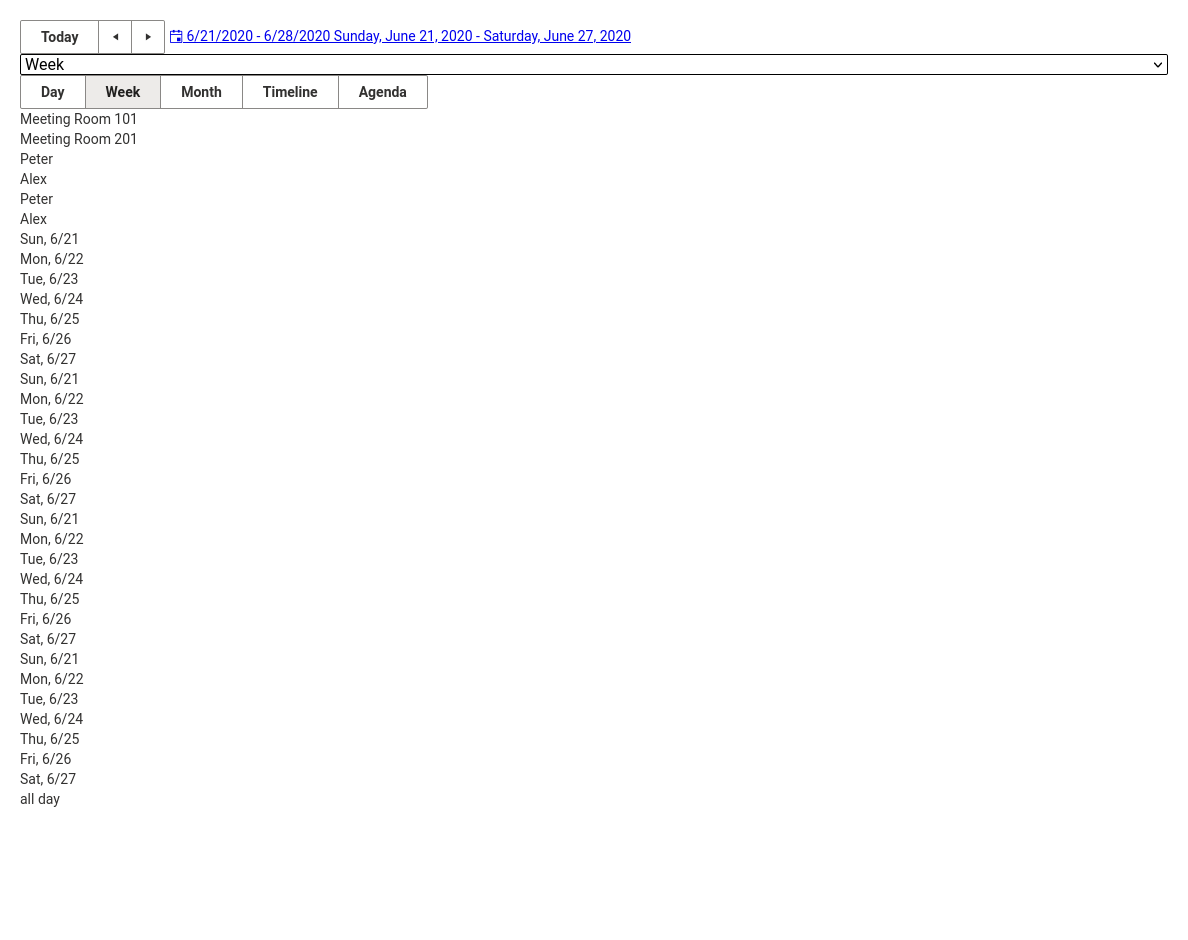 Today 6/21/2020 - 6/28/2020 Sunday, June 21, 2020 - Saturday, June 27, 2020
Week
Day Week Month Timeline Agenda
Meeting Room 101
Meeting Room 201
Peter
Alex
Peter
Alex
Sun, 6/21
Mon, 6/22
Tue, 6/23
Wed, 6/24
Thu, 6/25
Fri, 6/26
Sat, 6/27
Sun, 6/21
Mon, 6/22
Tue, 6/23
Wed, 6/24
Thu, 6/25
Fri, 6/26
Sat, 6/27
Sun, 6/21
Mon, 6/22
Tue, 6/23
Wed, 6/24
Thu, 6/25
Fri, 6/26
Sat, 6/27
Sun, 6/21
Mon, 6/22
Tue, 6/23
Wed, 6/24
Thu, 6/25
Fri, 6/26
Sat, 6/27
all day